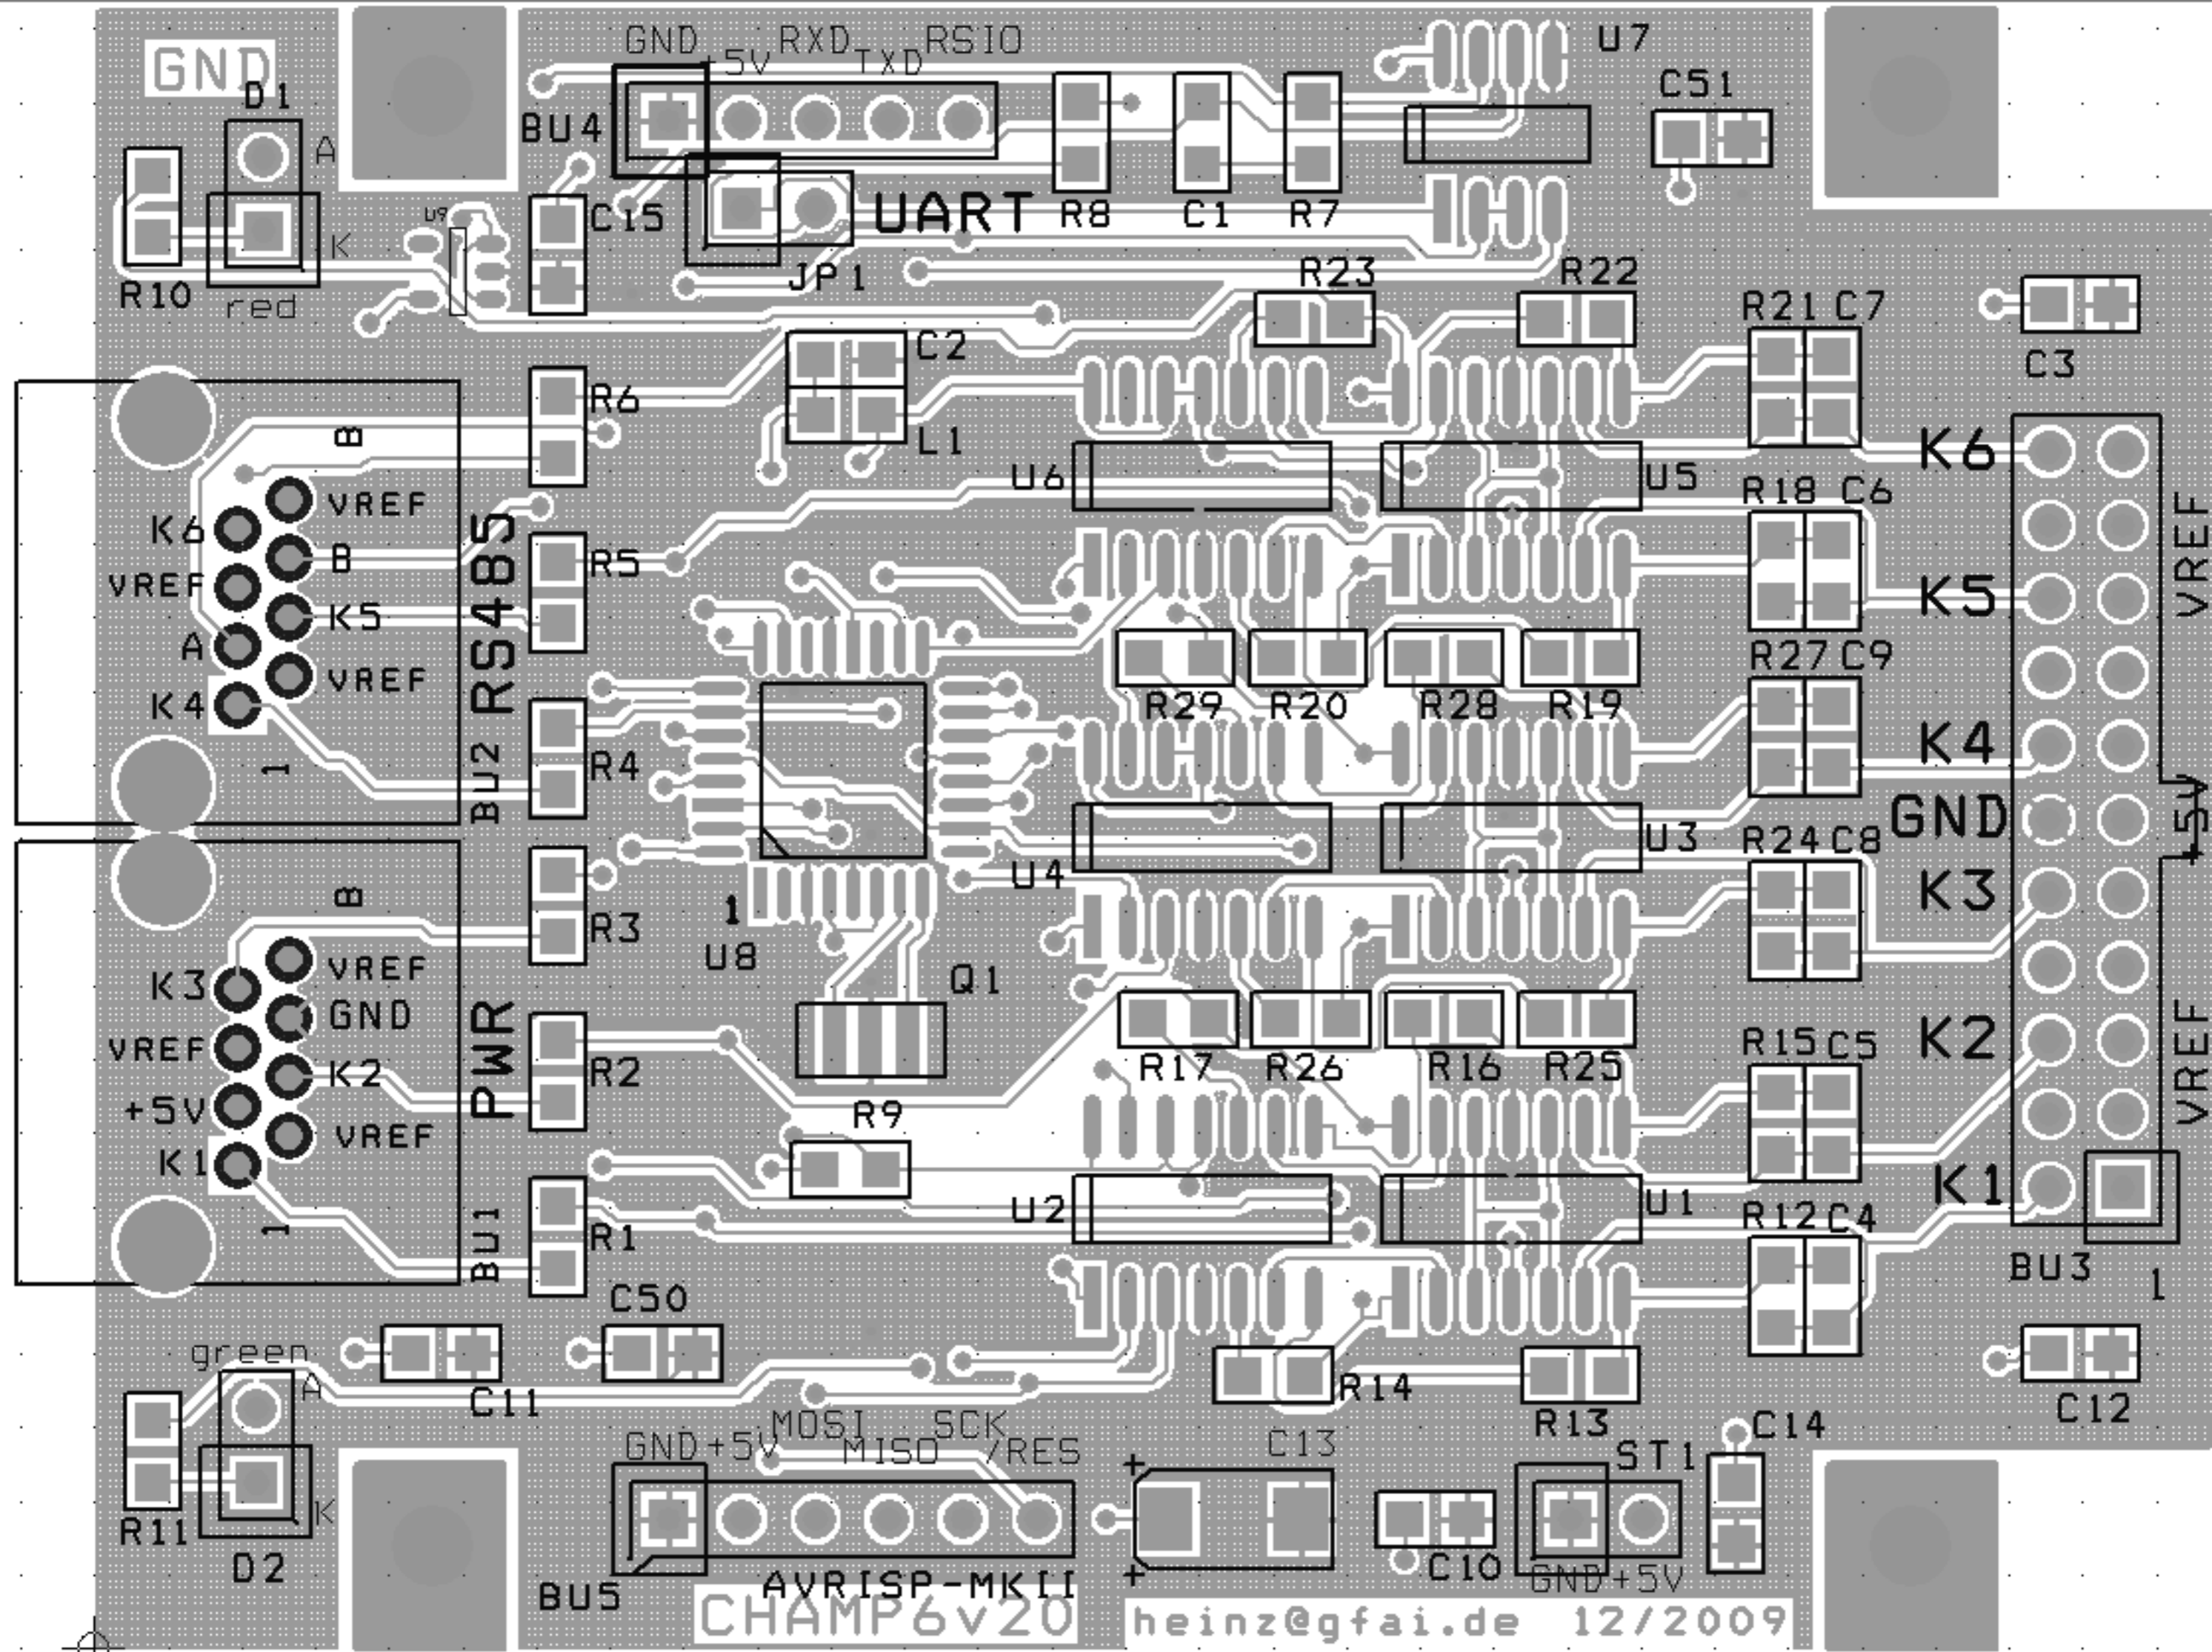 GND RXD RSIO
+5V TXD
U7
GND
D1
C51
BU4
A
UART
C15
U9
R8 C1 R7
K
JP1
R10
red
R23 R22
R21 C7
C2
C3
R6
B
L1
K6
U6 U5
R18 C6
VREF
K6
B
RS485
R5
VREF
VREF
K5
K5
A
VREF
R27 C9
K4
R29 R20 R28 R19
K4
R4
1
BU2
+5V
GND
U3
R24 C8
U4
K3
B
1
R3
U8
VREF
K3
Q1
GND
PWR
VREF
VREF
K2
K2
R2
R17 R26 R16 R25
R15 C5
+5V
R9
VREF
K1
K1
U2 U1
R12 C4
1
BU1
R1
BU3
1
C50
green
A
C11
R14
R13
C12
MOSI SCK
GND +5V MISO /RES
C13
C14
ST1
+
R11
K
D2
C10
+
GND +5V
BU5
AVRISP-MKII
CHAMP6v20
heinz@gfai.de 12/2009